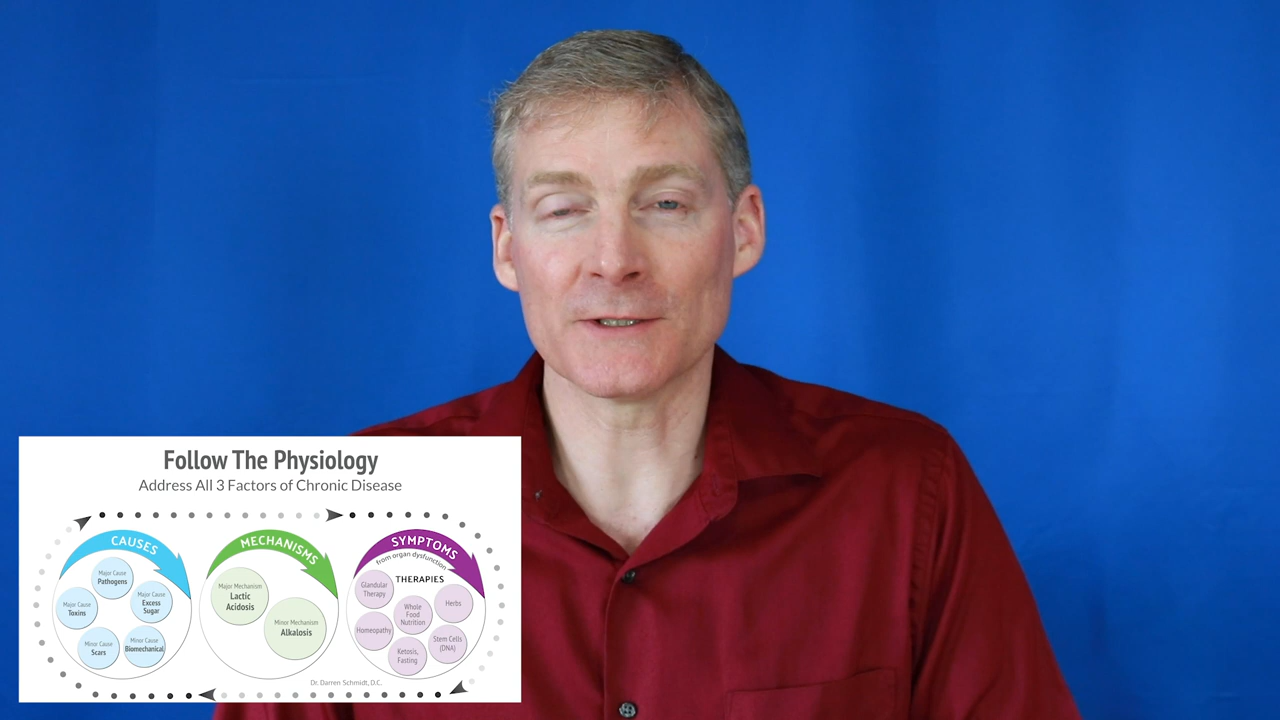 Follow The Physiology
Address All 3 Factors of Chronic Disease
CAUSES
Major Cause
Pathogens
Major Cause
Toxins
Major Cause
Excess
Sugar
Minor Cause
Scars
Minor Cause
Biomechanical
MECHANISMS
Major Mechanism
Lactic
Acidosis
Minor Mechanism
Alkalosis
SYMPTOMS
from organ dysfunction
THERAPIES
Glandular
Therapy
Whole
Food
Nutrition
Herbs
Homeopathy
Stem Cells
(DNA)
Ketosis,
Fasting
Dr. Darren Schmidt, D.C.